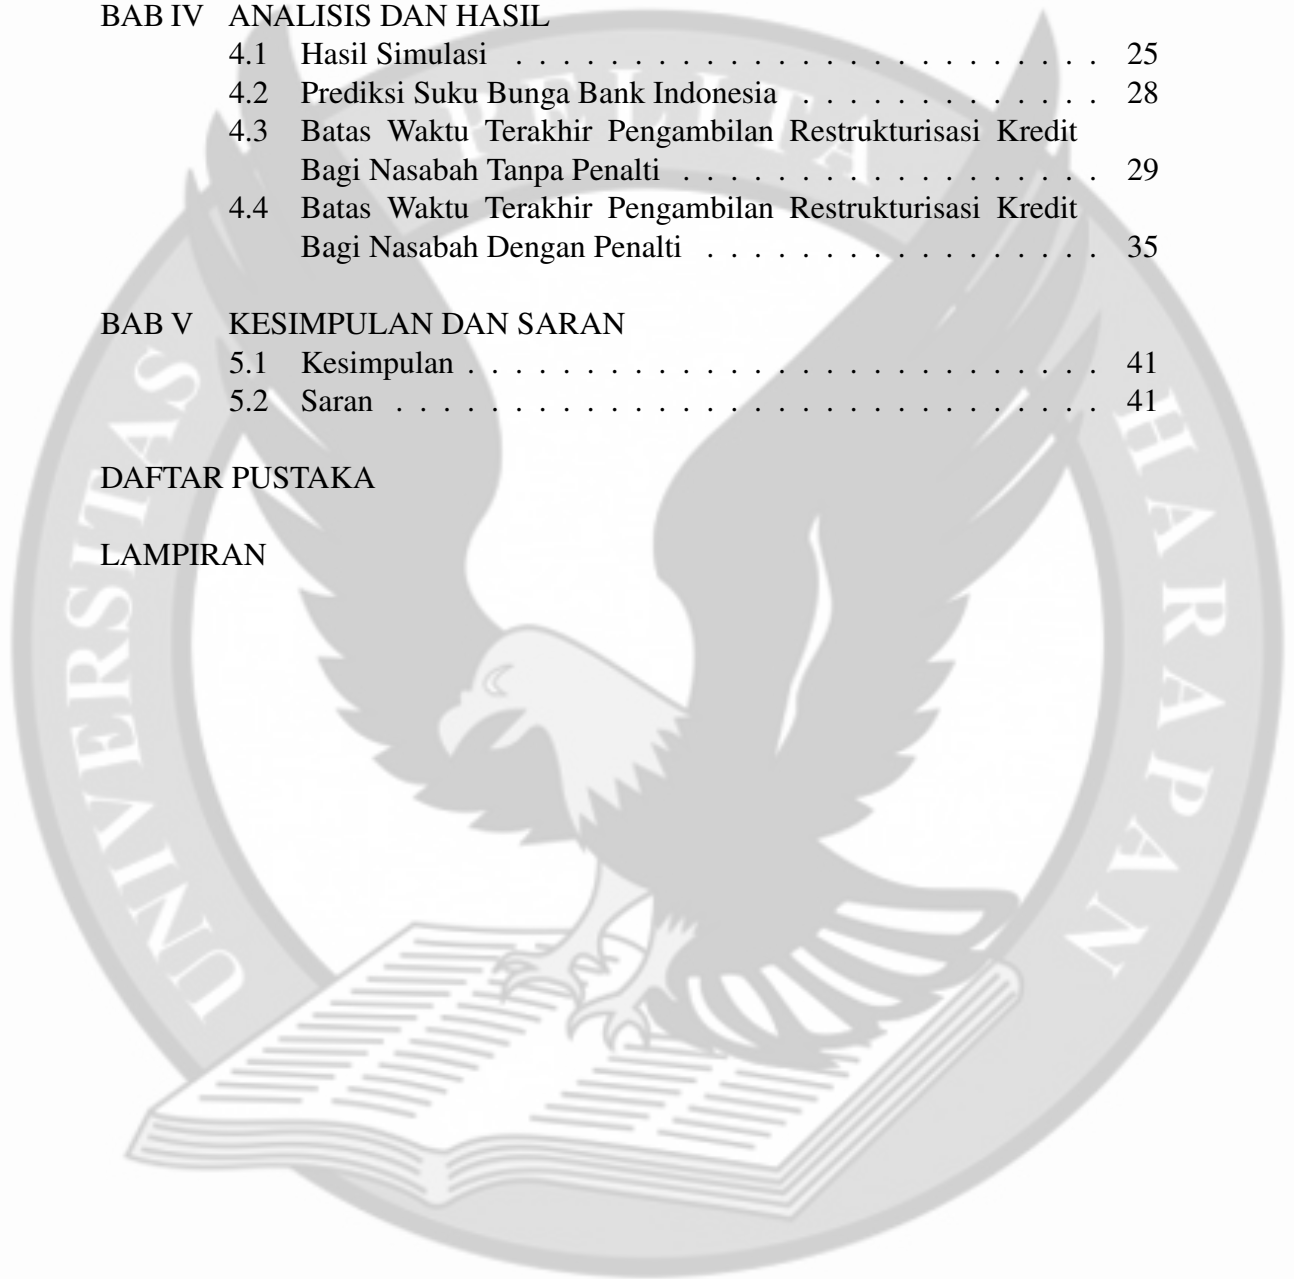 BAB IV ANALISIS DAN HASIL
4.1 Hasil Simulasi . . . . . . . . . . . . . . . . . . . . . . . . . 25
4.2 Prediksi Suku Bunga Bank Indonesia . . . . . . . . . . . . . 28
4.3 Batas Waktu Terakhir Pengambilan Restrukturisasi Kredit
Bagi Nasabah Tanpa Penalti . . . . . . . . . . . . . . . . . . 29
4.4 Batas Waktu Terakhir Pengambilan Restrukturisasi Kredit
Bagi Nasabah Dengan Penalti . . . . . . . . . . . . . . . . . 35
BAB V KESIMPULAN DAN SARAN
5.1 Kesimpulan . . . . . . . . . . . . . . . . . . . . . . . . . . . 41
5.2 Saran . . . . . . . . . . . . . . . . . . . . . . . . . . . . . . 41
DAFTAR PUSTAKA
LAMPIRAN
UNIVERSITAS PELITA HARAPAN